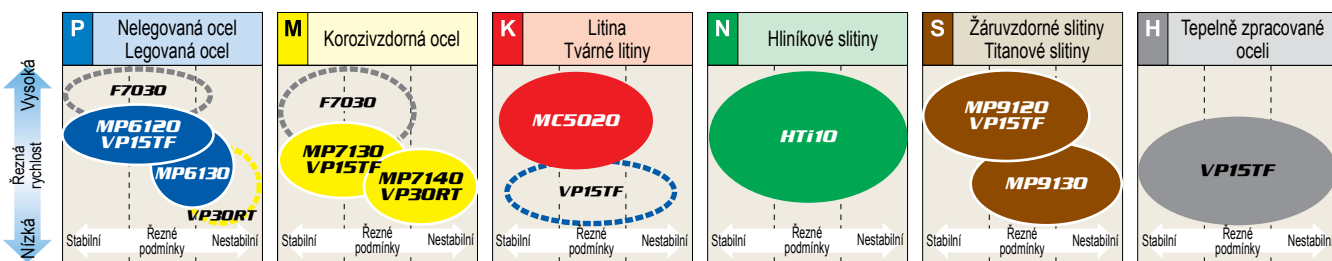 Vysoká
Řezná
rychlost
Nízká
P
Nelegovaná ocel
Legovaná ocel
F7030
MP6120
VP15TF
MP6130
VP30RT
Stabilní
Řezné
podmínky
Nestabilní
M
Korozivzdorná ocel
F7030
MP7130
VP15TF
MP7140
VP30RT
Stabilní
Řezné
podmínky
Nestabilní
K
Litina
Tvárné litiny
MC5020
VP15TF
Stabilní
Řezné
podmínky
Nestabilní
N
Hliníkové slitiny
HTi10
Stabilní
Řezné
podmínky
Nestabilní
S
Žáruvzdorné slitiny
Titanové slitiny
MP9120
VP15TF
MP9130
Stabilní
Řezné
podmínky
Nestabilní
H
Tepelně zpracované
oceli
VP15TF
Stabilní
Řezné
podmínky
Nestabilní